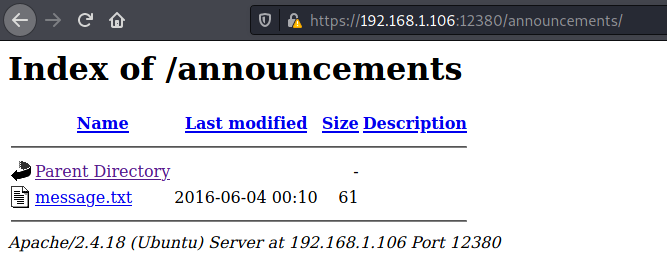 https://192.168.1.106:12380/announcements/
Index of /announcements
Name Last modified Size Description
Parent Directory -
message.txt 2016-06-04 00:10 61
Apache/2.4.18 (Ubuntu) Server at 192.168.1.106 Port 12380